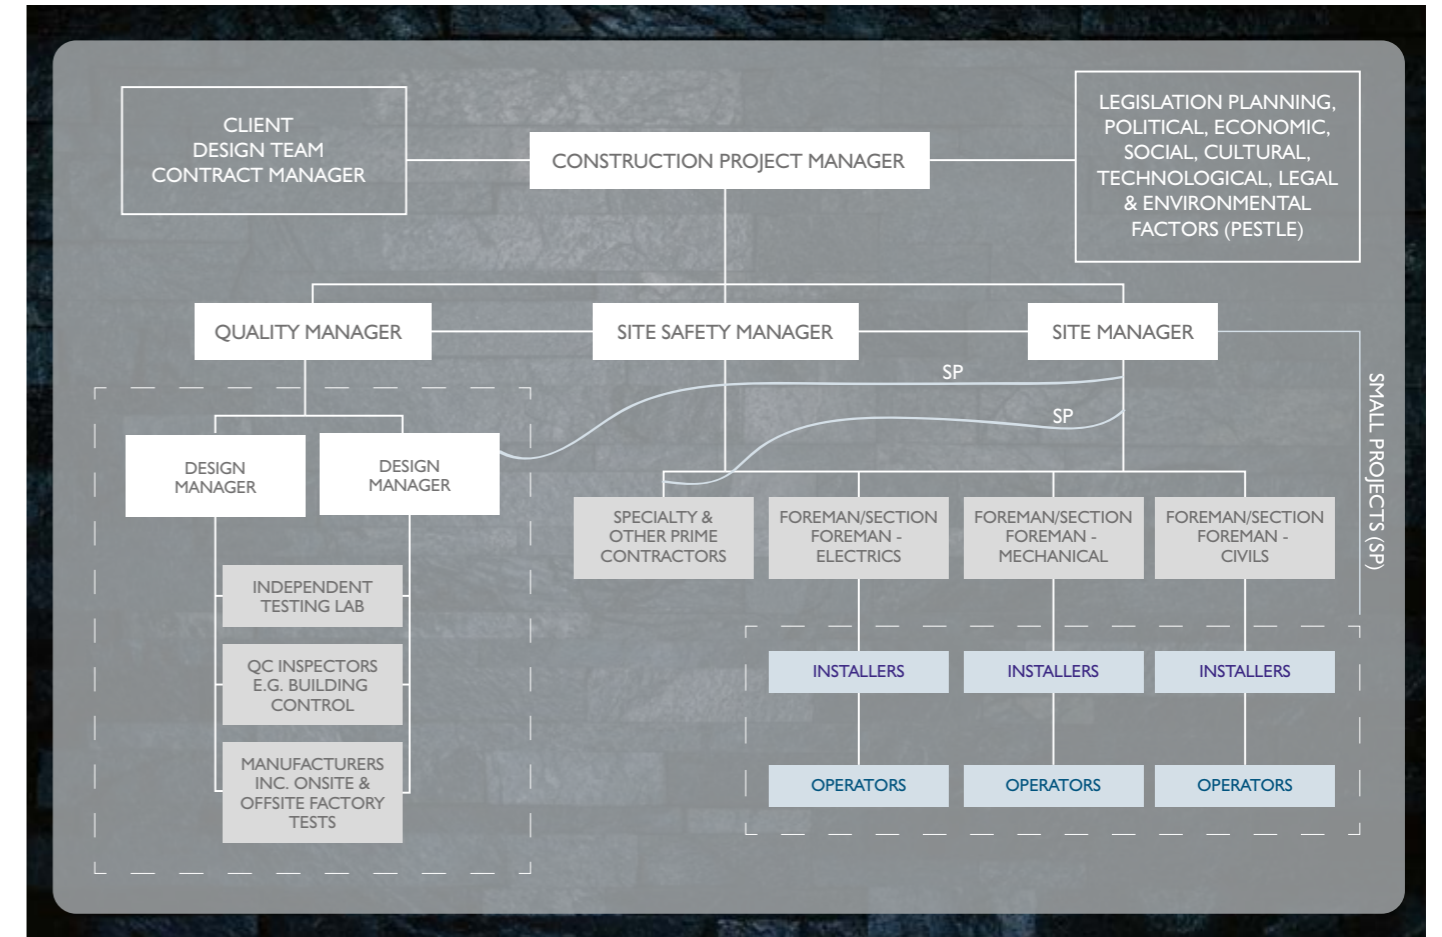 CLIENT
DESIGN TEAM
CONTRACT MANAGER
CONSTRUCTION PROJECT MANAGER
LEGISLATION PLANNING,
POLITICAL, ECONOMIC,
SOCIAL, CULTURAL,
TECHNOLOGICAL, LEGAL
& ENVIRONMENTAL
FACTORS (PESTLE)
QUALITY MANAGER
SITE SAFETY MANAGER
SITE MANAGER
SP
SP
SMALL PROJECTS (SP)
DESIGN
MANAGER
DESIGN
MANAGER
INDEPENDENT
TESTING LAB
QC INSPECTORS
E.G. BUILDING
CONTROL
MANUFACTURERS
INC. ONSITE &
OFFSITE FACTORY
TESTS
SPECIALTY &
OTHER PRIME
CONTRACTORS
FOREMAN/SECTION
FOREMAN -
ELECTRICS
FOREMAN/SECTION
FOREMAN -
MECHANICAL
FOREMAN/SECTION
FOREMAN -
CIVILS
INSTALLERS
INSTALLERS
INSTALLERS
OPERATORS
OPERATORS
OPERATORS